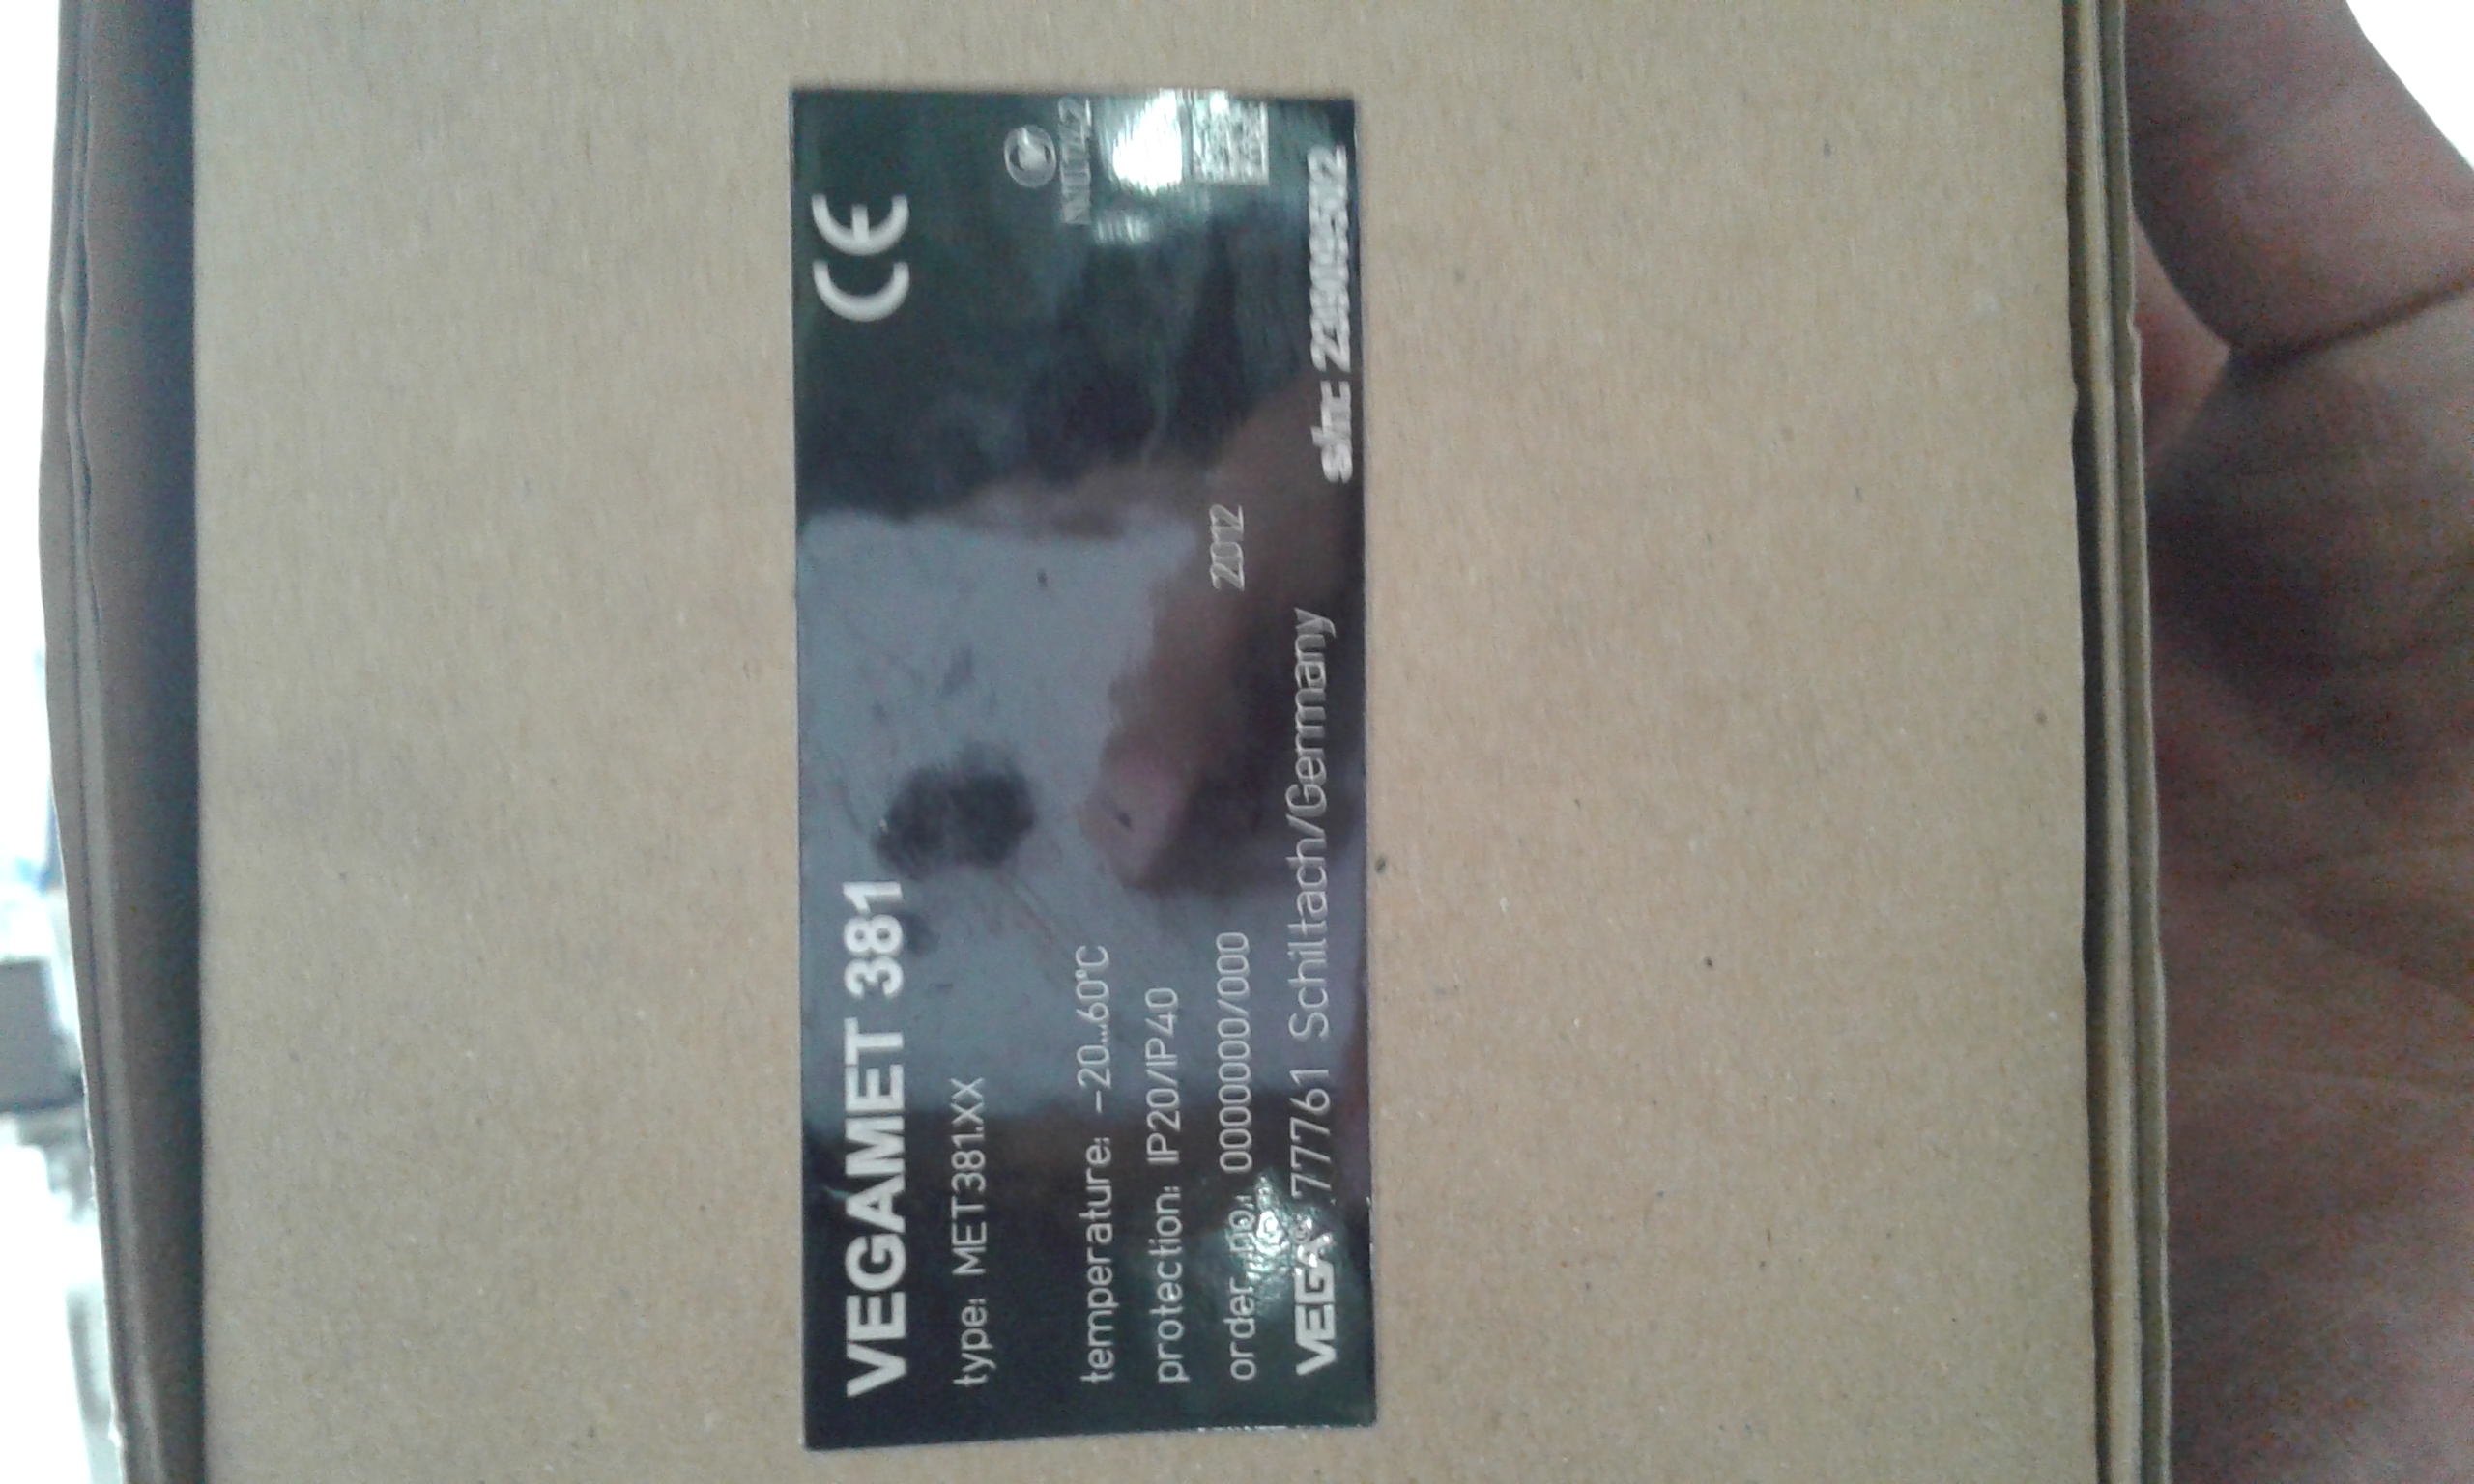 VEGAMET 381
CE
type: MET381.XX
temperature: -20...60°C
protection: IP20/IP40
order no.: 0000000/000
2012
VEGA® 77761 Schiltach/Germany
s/n: